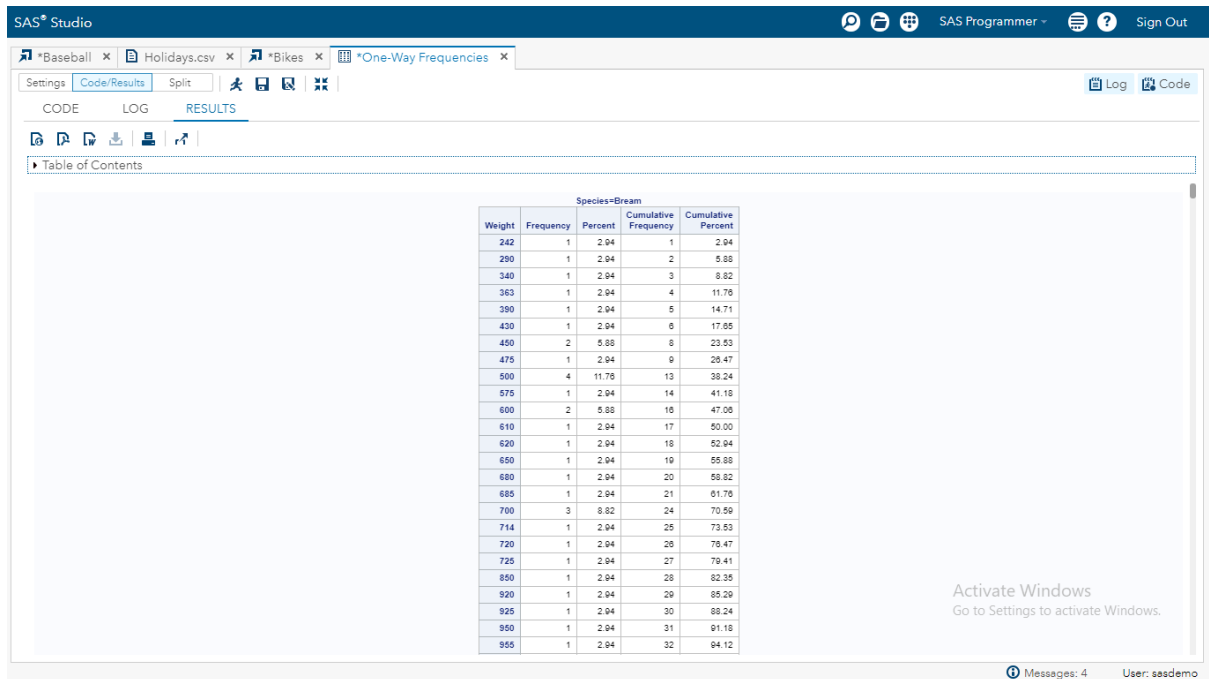 SAS® Studio SAS Programmer ? Sign Out
*Baseball × Holidays.csv × *Bikes × *One-Way Frequencies ×
Settings Code/Results Split Log Code
CODE LOG RESULTS
Table of Contents
Species=Bream
Weight Frequency Percent Cumulative Frequency Cumulative Percent
242 1 2.94 1 2.94
290 1 2.94 2 5.88
340 1 2.94 3 8.82
363 1 2.94 4 11.76
390 1 2.94 5 14.71
430 1 2.94 6 17.65
450 2 5.88 8 23.53
475 1 2.94 9 26.47
500 4 11.76 13 38.24
575 1 2.94 14 41.18
600 2 5.88 16 47.06
610 1 2.94 17 50.00
620 1 2.94 18 52.94
650 1 2.94 19 55.88
680 1 2.94 20 58.82
685 1 2.94 21 61.76
700 3 8.82 24 70.59
714 1 2.94 25 73.53
720 1 2.94 26 76.47
725 1 2.94 27 79.41
850 1 2.94 28 82.35
920 1 2.94 29 85.29
925 1 2.94 30 88.24
950 1 2.94 31 91.18
955 1 2.94 32 94.12
Activate Windows
Go to Settings to activate Windows.
Messages: 4 User: sasdemo